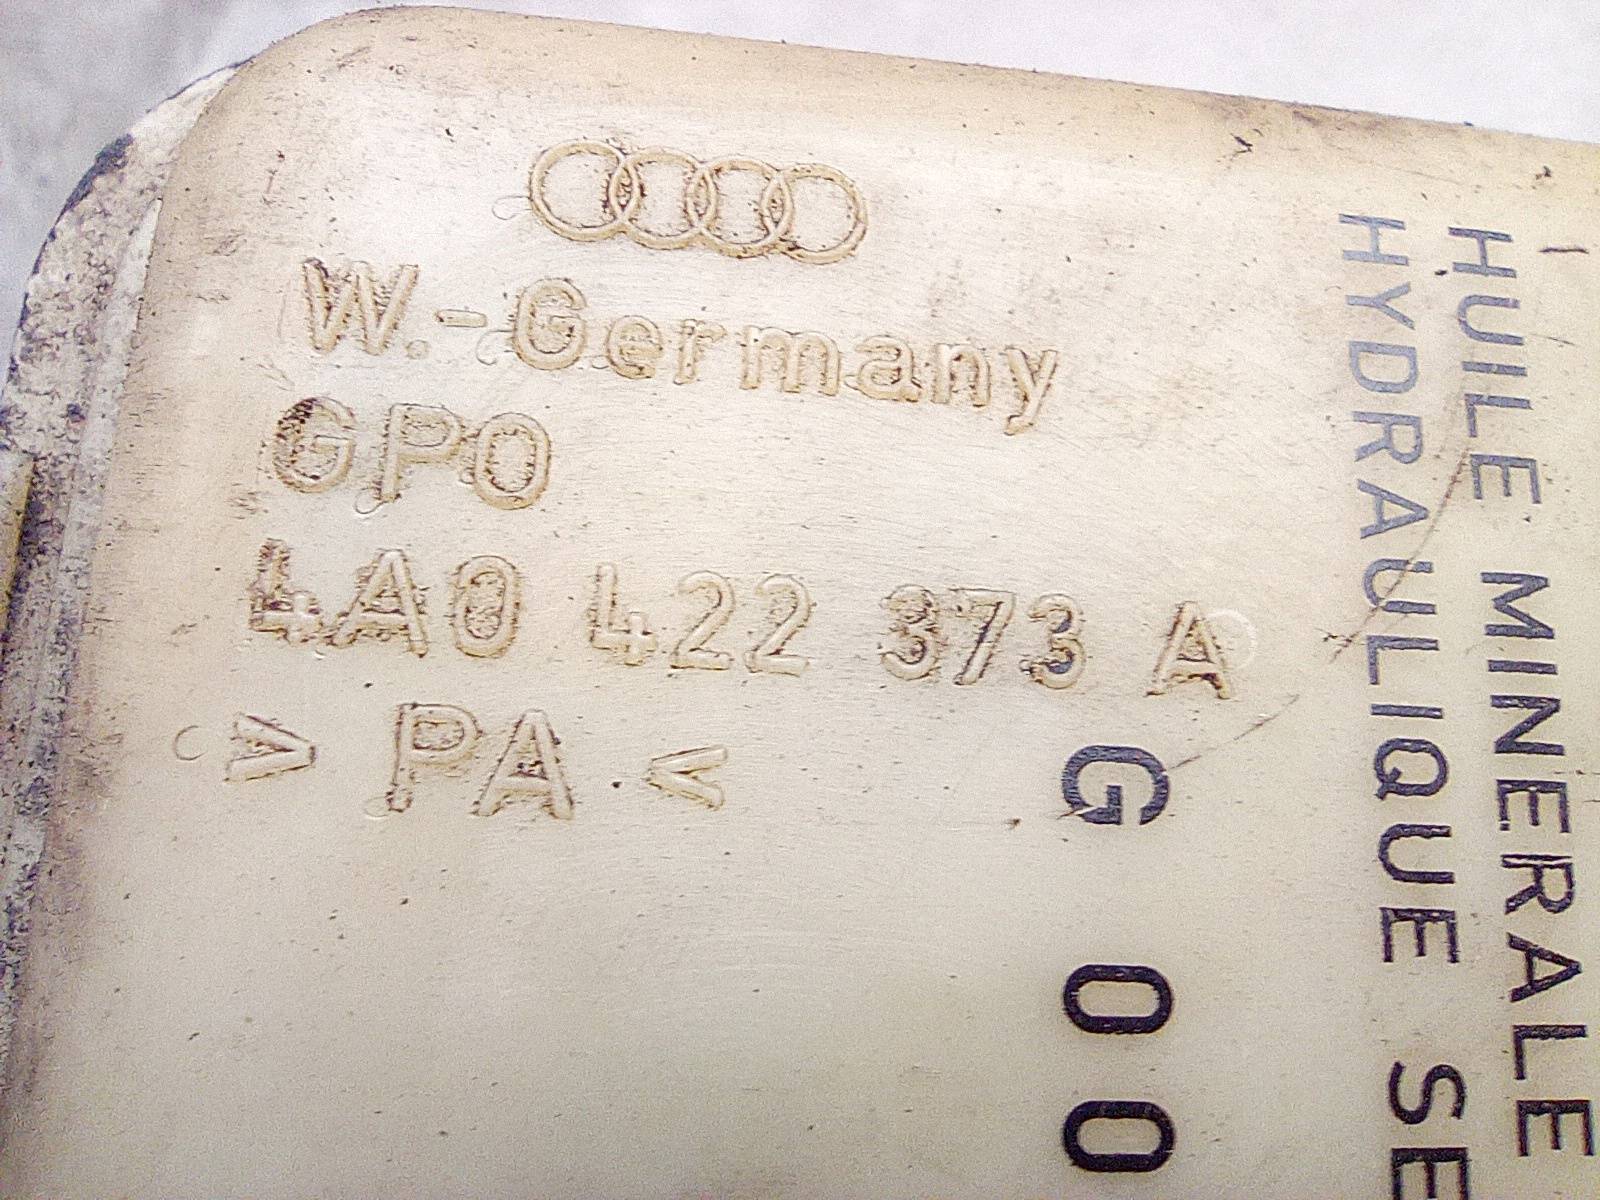 W.-Germany
GPO
4A0 422 373 A
> PA <
G 00
HUILE MINERALE
HYDRAULIQUE SE